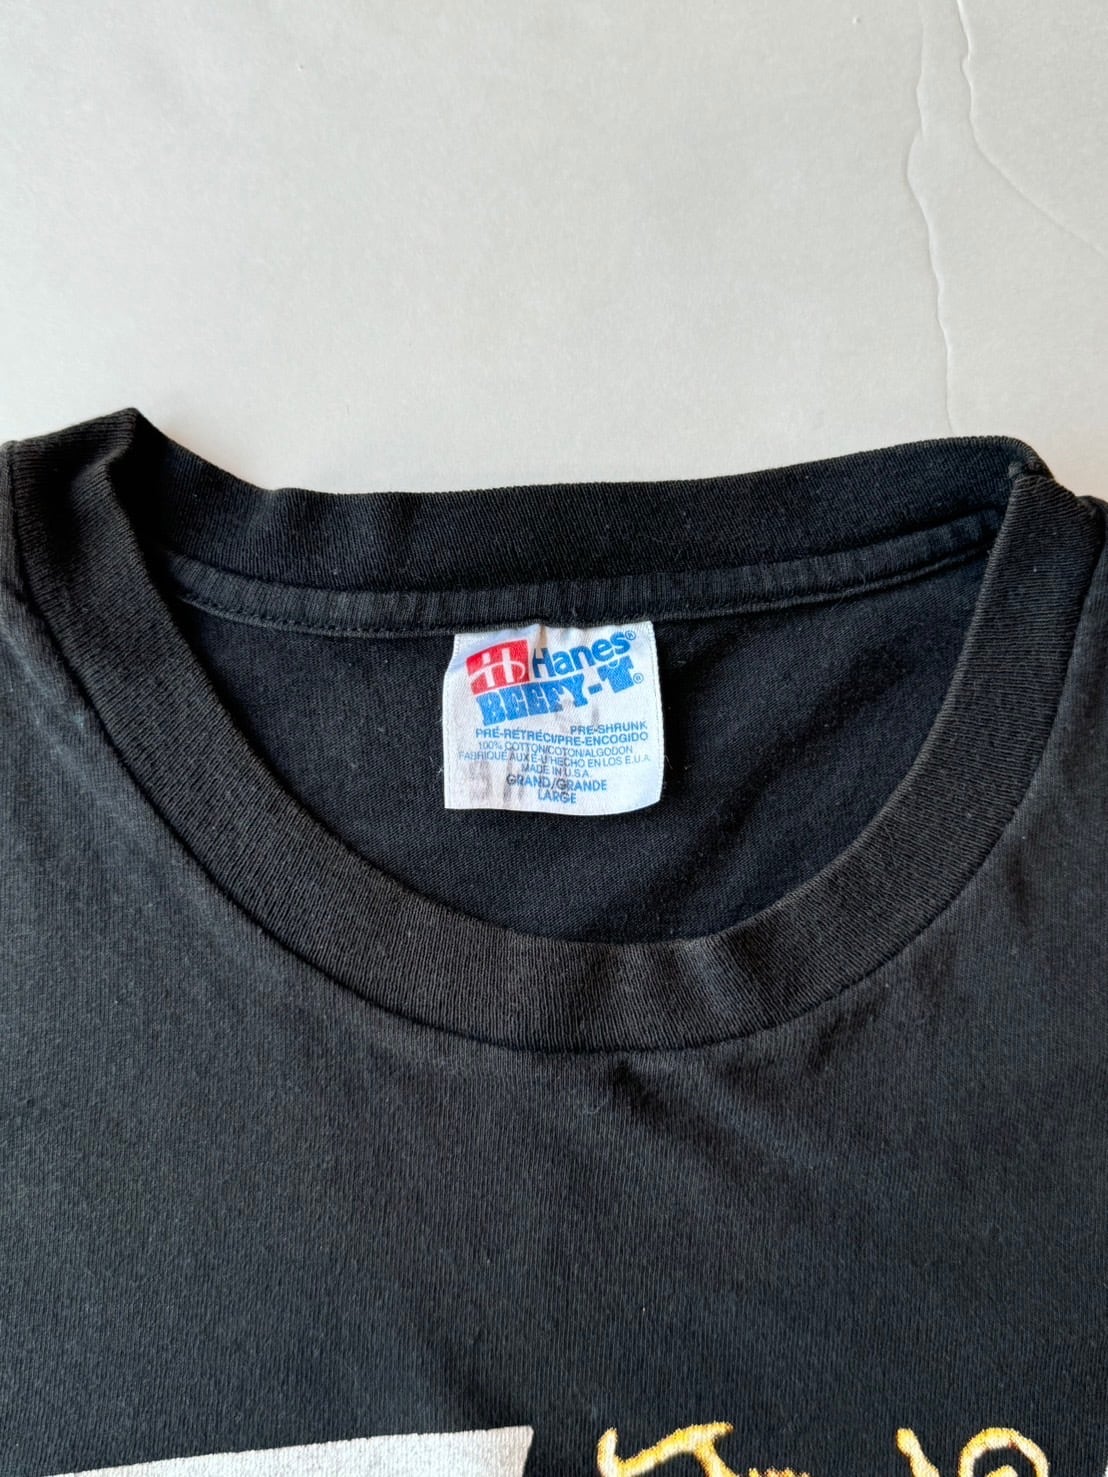 Hanes®
BEEFY-T®
PRE-SHRUNK
PRÉ-RÉTRÉCI/PRE-ENCOGIDO
100% COTTON/COTON/ALGODON
FABRIQUÉ AUX É-U/HECHO EN LOS E.U.A.
MADE IN U.S.A.
GRAND/GRANDE
LARGE